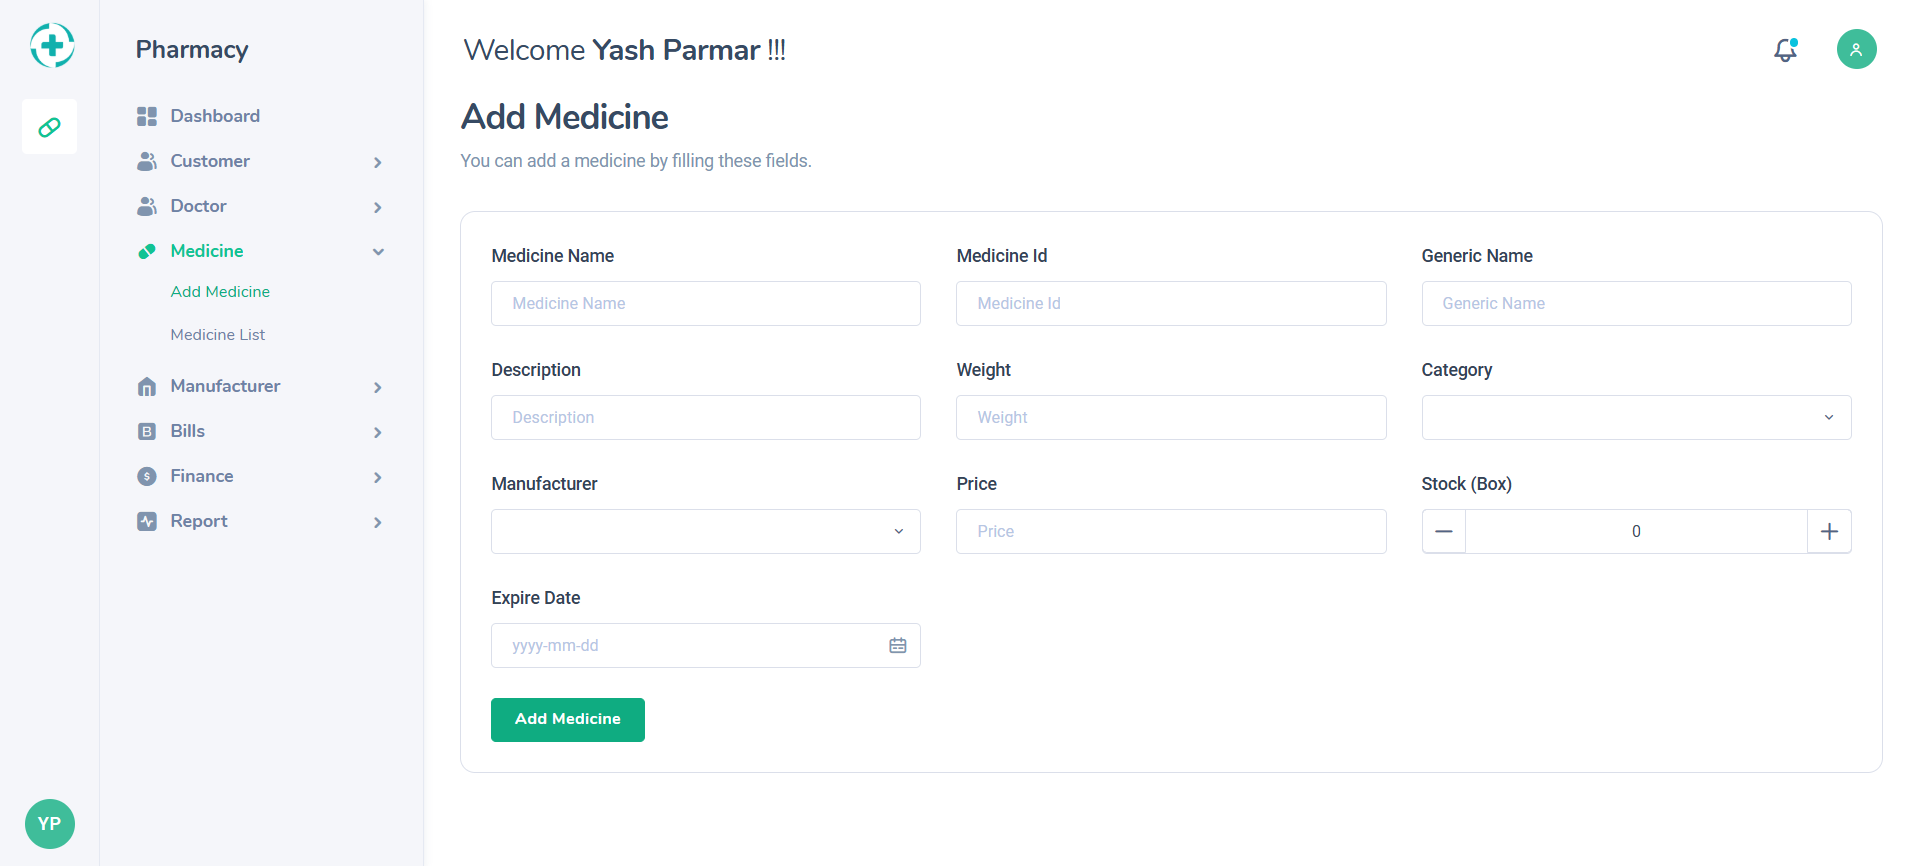 Pharmacy
Dashboard
Customer
Doctor
Medicine
Add Medicine
Medicine List
Manufacturer
Bills
Finance
Report
YP
Welcome Yash Parmar !!!
Add Medicine
You can add a medicine by filling these fields.
Medicine Name
Medicine Id
Generic Name
Medicine Name
Medicine Id
Generic Name
Description
Weight
Category
Description
Weight
Manufacturer
Price
Stock (Box)
Price
0
Expire Date
yyyy-mm-dd
Add Medicine